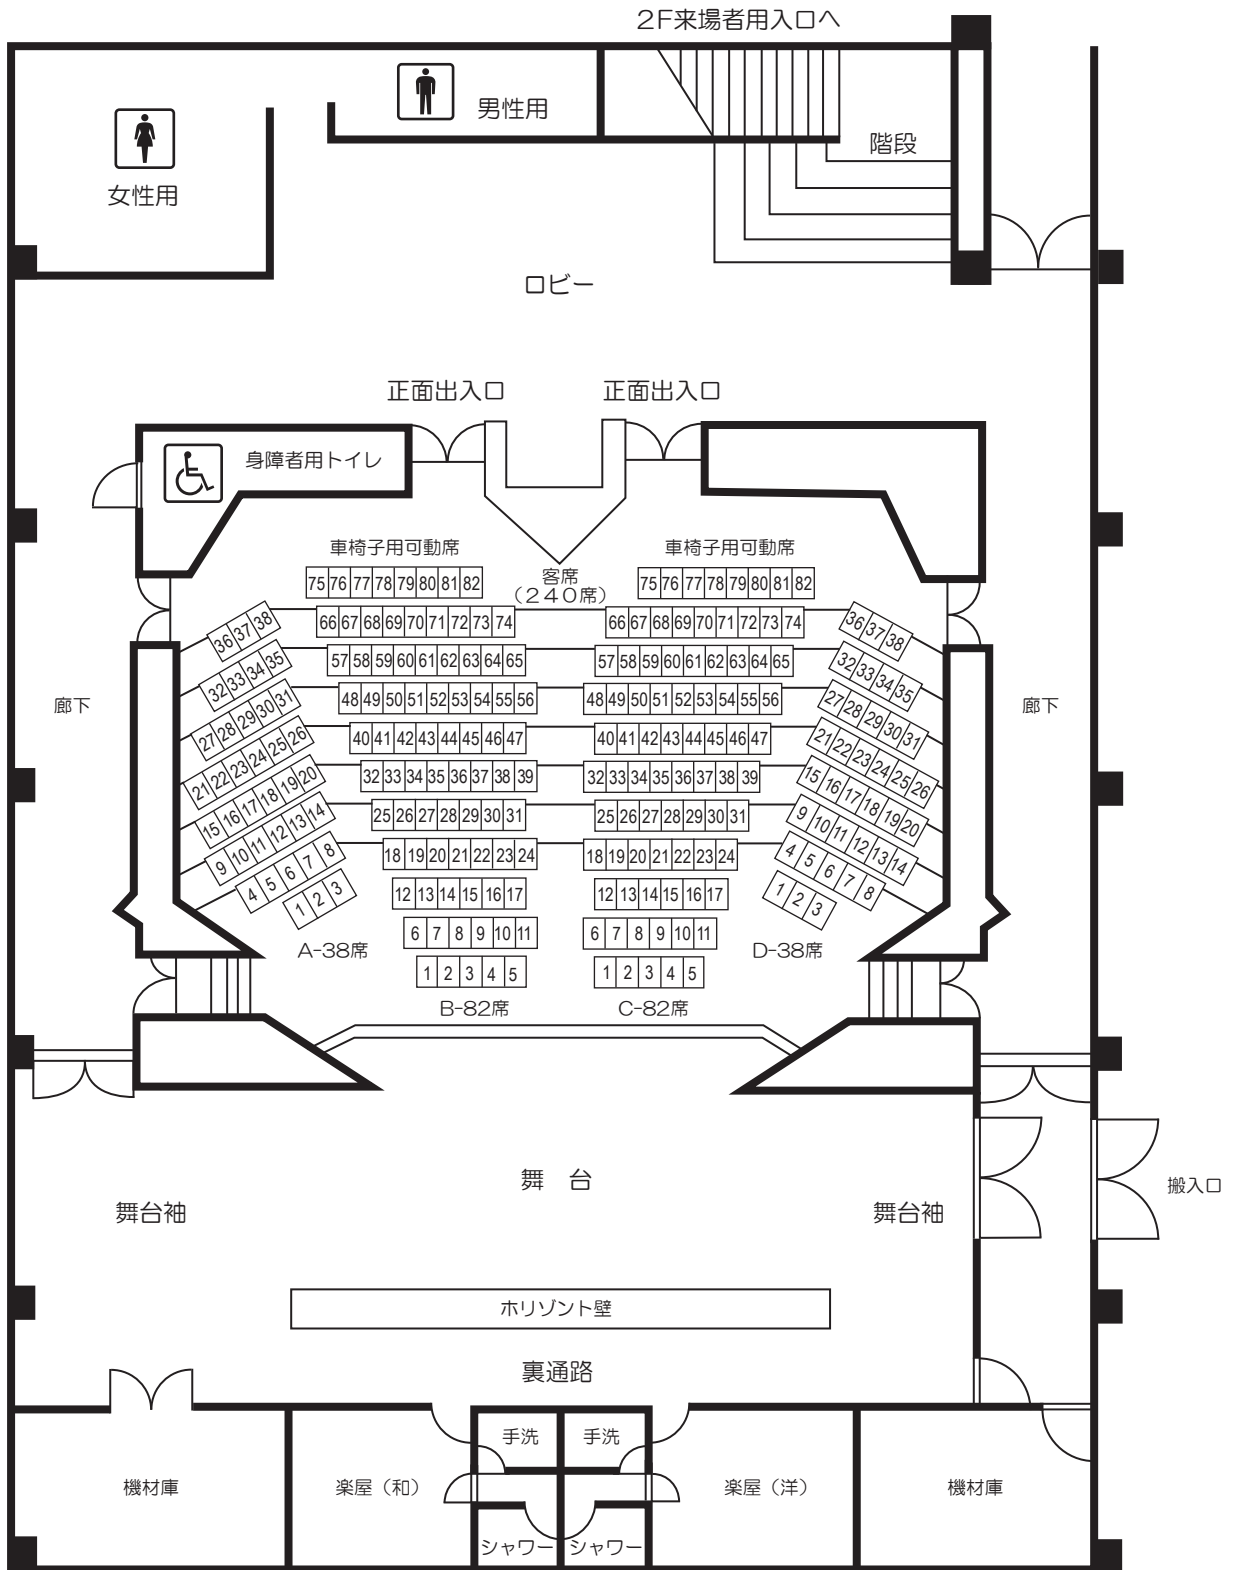 2F来場者用入口へ
男性用
階段
女性用
ロビー
正面出入口
正面出入口
身障者用トイレ
車椅子用可動席
車椅子用可動席
75 76 77 78 79 80 81 82
客席
(240席)
75 76 77 78 79 80 81 82
36 37 38
66 67 68 69 70 71 72 73 74
66 67 68 69 70 71 72 73 74
36 37 38
32 33 34 35
57 58 59 60 61 62 63 64 65
57 58 59 60 61 62 63 64 65
32 33 34 35
廊下
27 28 29 30 31
48 49 50 51 52 53 54 55 56
48 49 50 51 52 53 54 55 56
27 28 29 30 31
廊下
21 22 23 24 25 26
40 41 42 43 44 45 46 47
40 41 42 43 44 45 46 47
21 22 23 24 25 26
15 16 17 18 19 20
32 33 34 35 36 37 38 39
32 33 34 35 36 37 38 39
15 16 17 18 19 20
9 10 11 12 13 14
25 26 27 28 29 30 31
25 26 27 28 29 30 31
9 10 11 12 13 14
4 5 6 7 8
18 19 20 21 22 23 24
18 19 20 21 22 23 24
4 5 6 7 8
1 2 3
12 13 14 15 16 17
12 13 14 15 16 17
1 2 3
6 7 8 9 10 11
6 7 8 9 10 11
A-38席
D-38席
1 2 3 4 5
1 2 3 4 5
B-82席
C-82席
舞 台
舞台袖
舞台袖
搬入口
ホリゾント壁
裏通路
手洗
手洗
機材庫
楽屋（和）
楽屋（洋）
機材庫
シャワー
シャワー